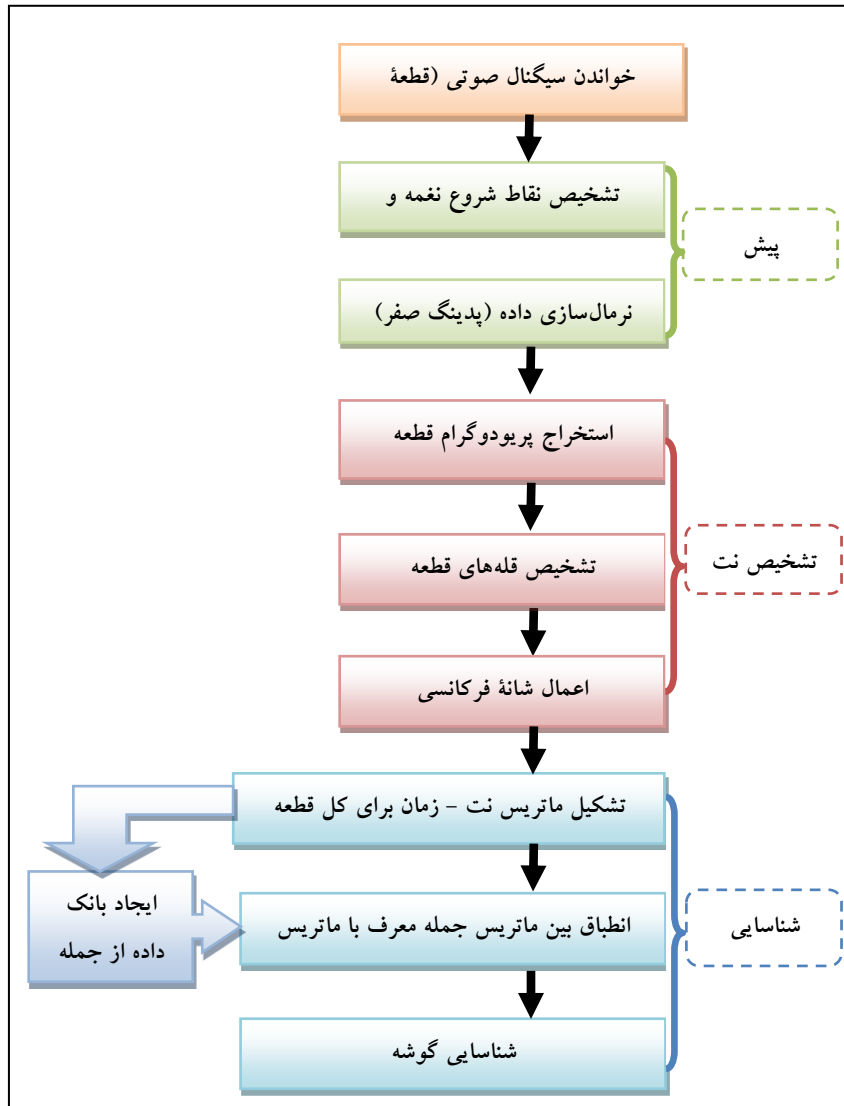 خواندن سیگنال صوتی (قطعهٔ
تشخیص نقاط شروع نغمه و
پیش
نرمال‌سازی داده (پدینگ صفر)
استخراج پریودوگرام قطعه
تشخیص قله‌های قطعه
تشخیص نت
اعمال شانهٔ فرکانسی
تشکیل ماتریس نت – زمان برای کل قطعه
ایجاد بانک
داده از جمله
انطباق بین ماتریس جمله معرف با ماتریس
شناسایی
شناسایی گوشه